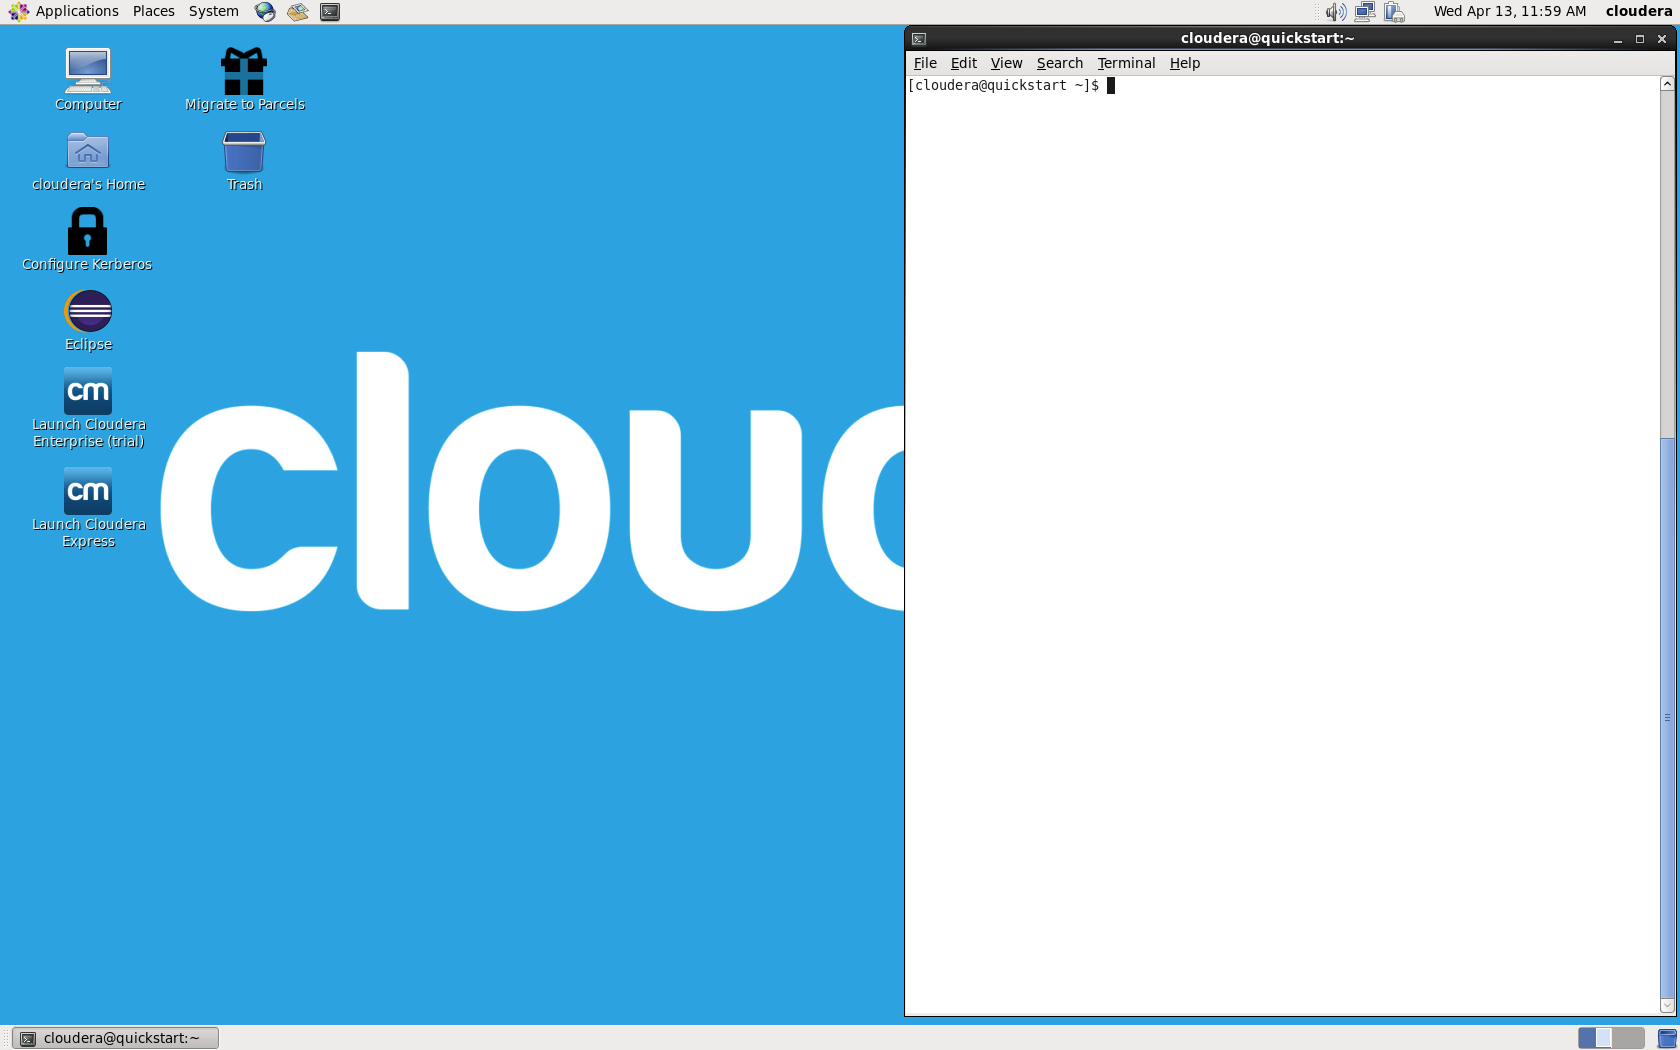 Applications Places System
Wed Apr 13, 11:59 AM cloudera
Computer
Migrate to Parcels
cloudera's Home
Trash
Configure Kerberos
Eclipse
cm
Launch Cloudera
Enterprise (trial)
cm
Launch Cloudera
Express
clou
cloudera@quickstart:~
File Edit View Search Terminal Help
[cloudera@quickstart ~]$
cloudera@quickstart:~